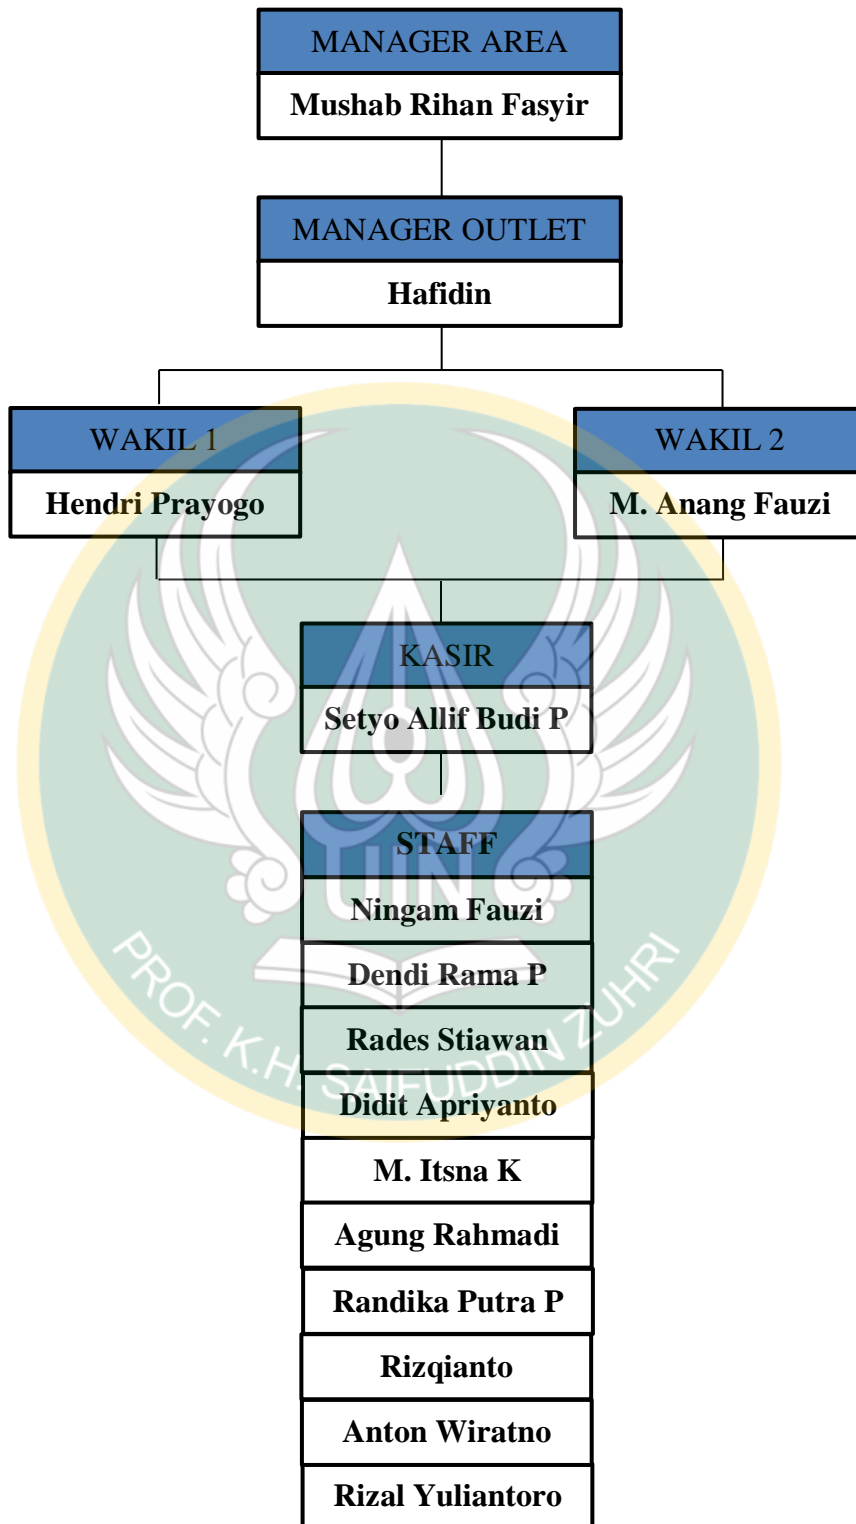 MANAGER AREA
Mushab Rihan Fasyir
MANAGER OUTLET
Hafidin
WAKIL 1
Hendri Prayogo
WAKIL 2
M. Anang Fauzi
KASIR
Setyo Allif Budi P
STAFF
Ningam Fauzi
Dendi Rama P
Rades Stiawan
Didit Apriyanto
M. Itsna K
Agung Rahmadi
Randika Putra P
Rizqianto
Anton Wiratno
Rizal Yuliantoro
UIN
PROF. K.H. SAIFUDDIN ZUHRI